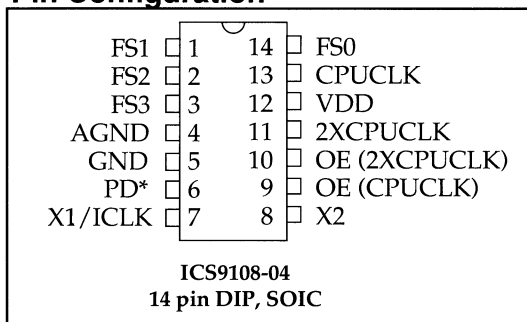 Pin Configuration
FS1 1 14 FS0
FS2 2 13 CPUCLK
FS3 3 12 VDD
AGND 4 11 2XCPUCLK
GND 5 10 OE (2XCPUCLK)
PD* 6 9 OE (CPUCLK)
X1/ICLK 7 8 X2
ICS9108-04
14 pin DIP, SOIC